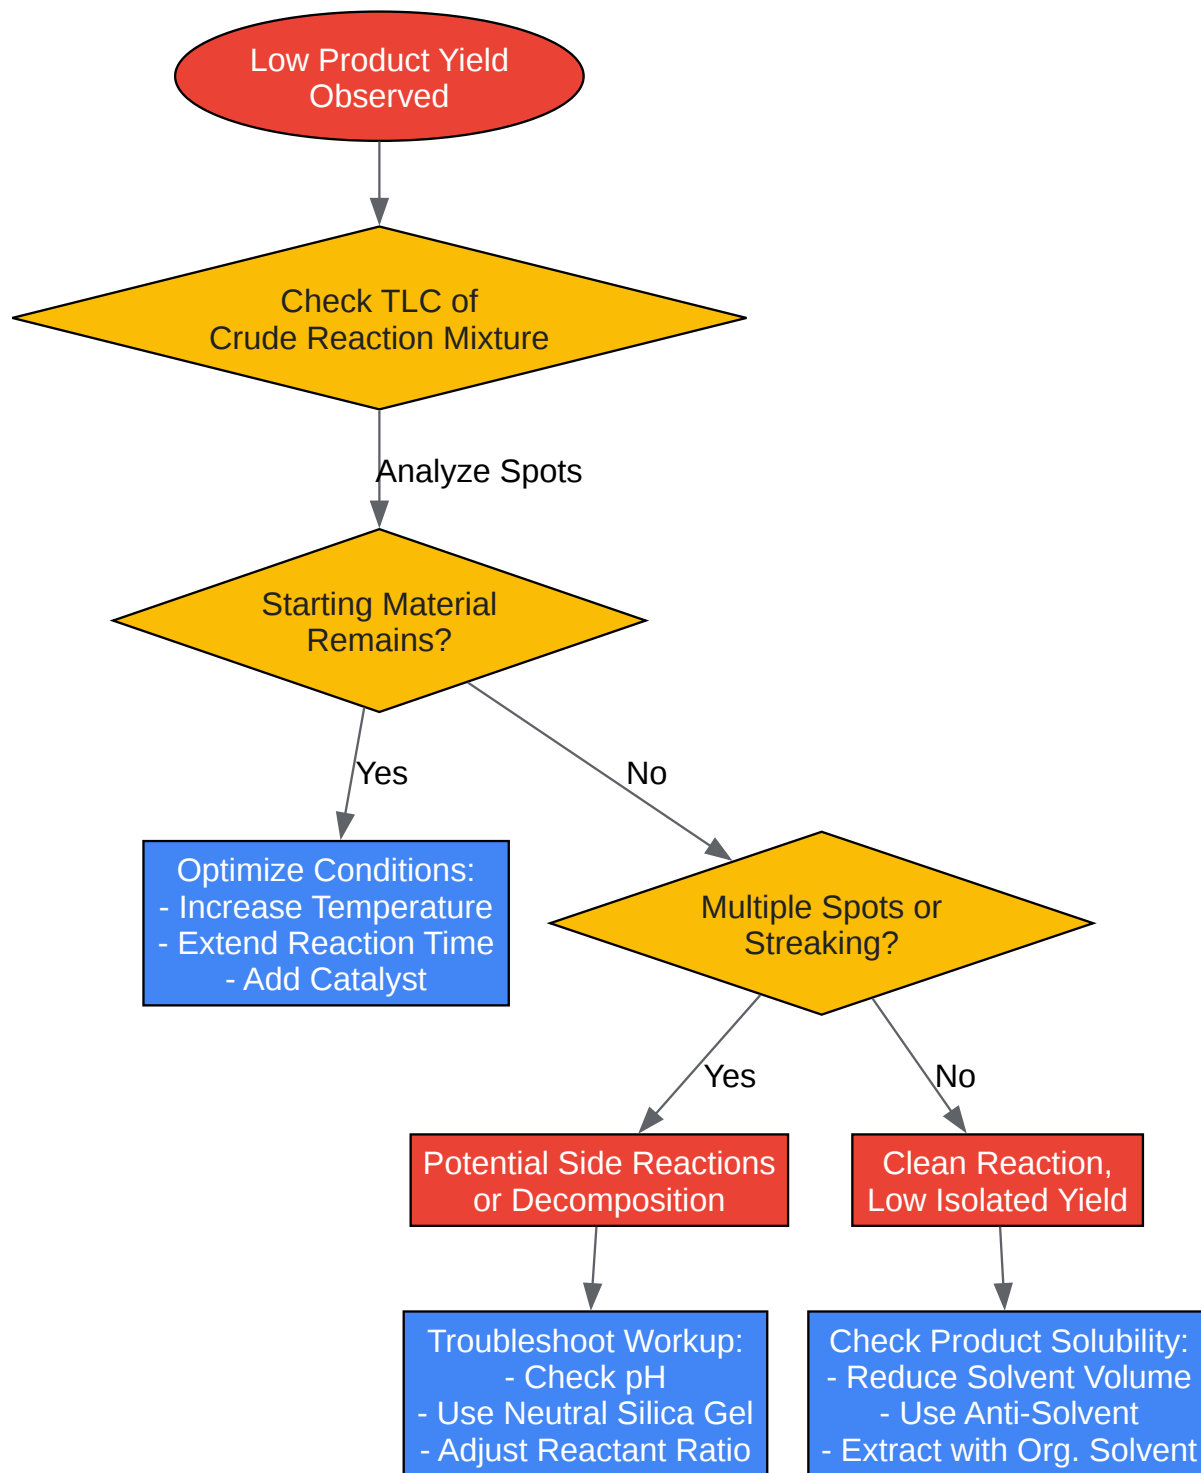 Low Product Yield
Observed
Check TLC of
Crude Reaction Mixture
Analyze Spots
Starting Material
Remains?
Yes
No
Optimize Conditions:
- Increase Temperature
- Extend Reaction Time
- Add Catalyst
Multiple Spots or
Streaking?
Yes
No
Potential Side Reactions
or Decomposition
Clean Reaction,
Low Isolated Yield
Troubleshoot Workup:
- Check pH
- Use Neutral Silica Gel
- Adjust Reactant Ratio
Check Product Solubility:
- Reduce Solvent Volume
- Use Anti-Solvent
- Extract with Org. Solvent